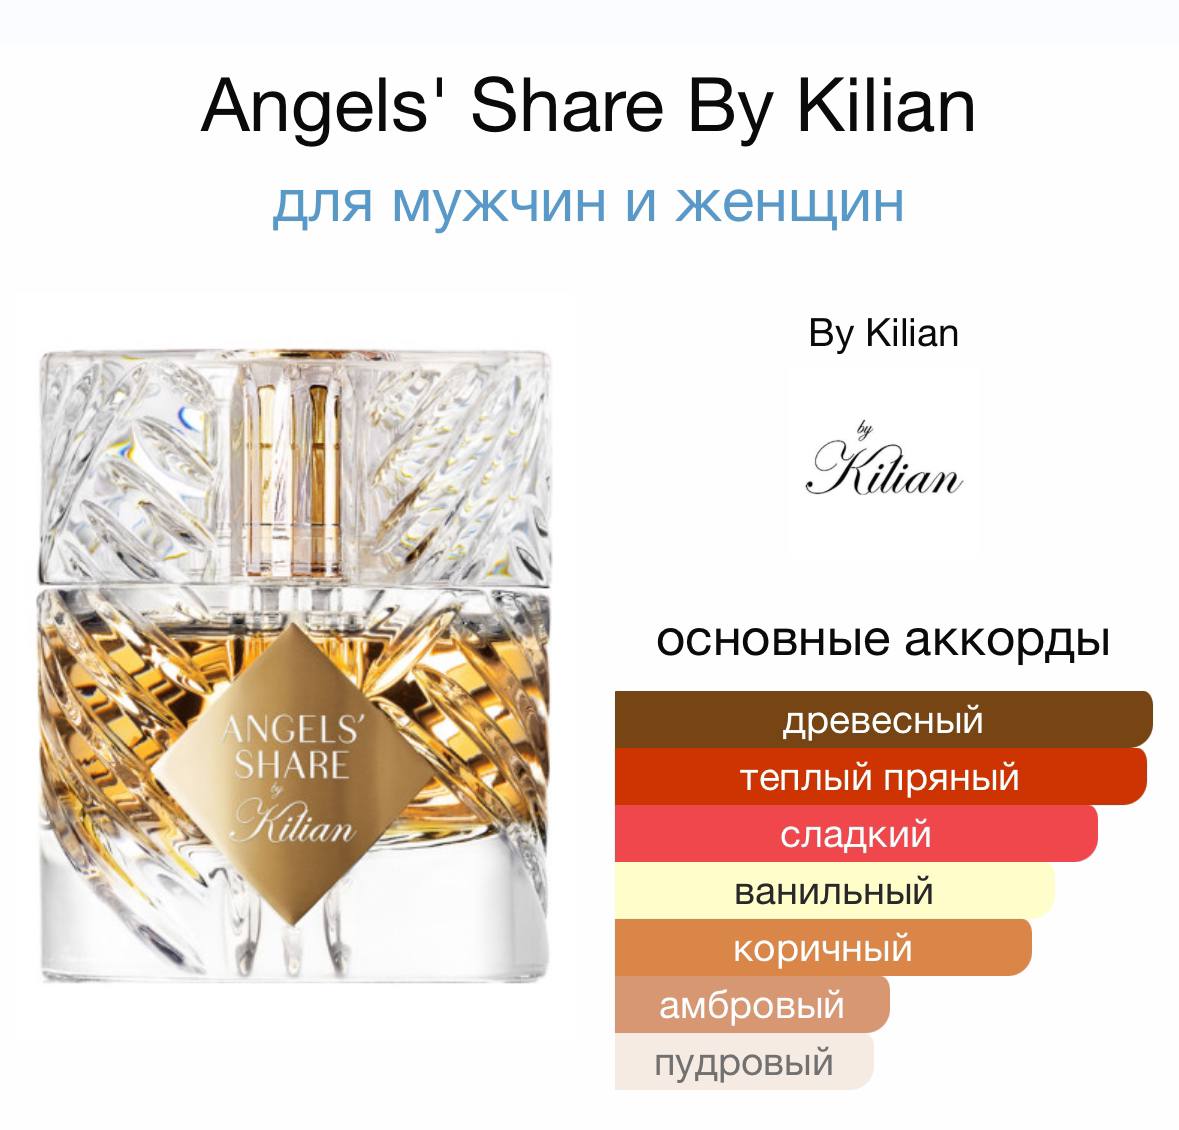 Angels' Share By Kilian
для мужчин и женщин
By Kilian
by
Kilian
ANGELS'
SHARE
by
Kilian
основные аккорды
древесный
теплый пряный
сладкий
ванильный
коричный
амбровый
пудровый